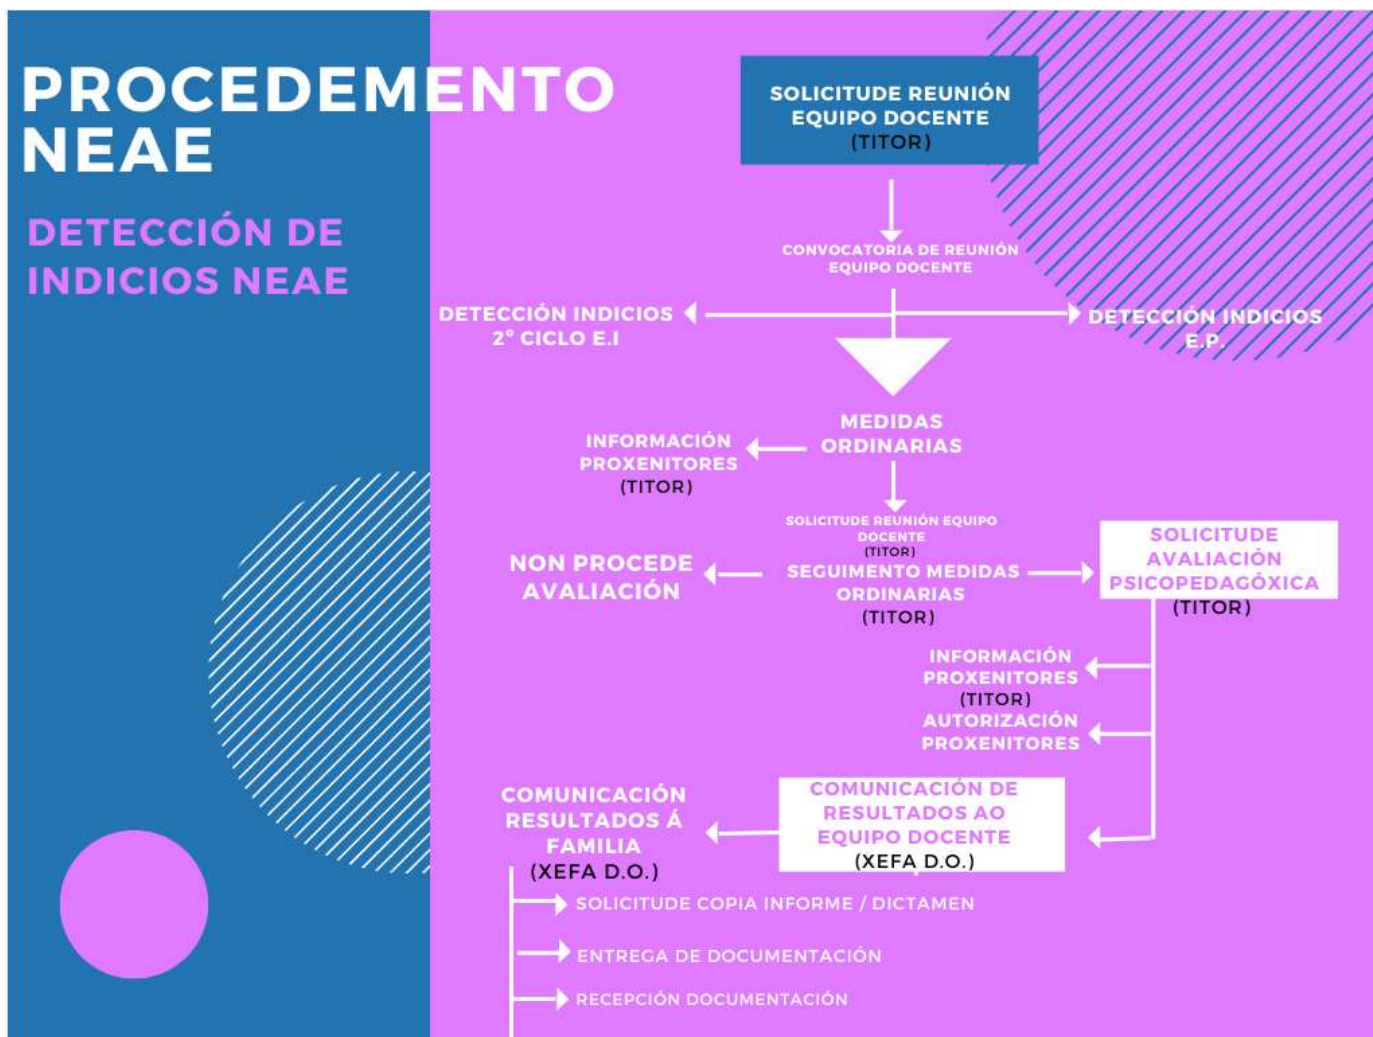 PROCEDEMENTO
NEAE
DETECCIÓN DE
INDICIOS NEAE
SOLICITUDE REUNIÓN
EQUIPO DOCENTE
(TITOR)
CONVOCATORIA DE REUNIÓN
EQUIPO DOCENTE
DETECCIÓN INDICIOS
2º CICLO E.I
DETECCIÓN INDICIOS
E.P.
MEDIDAS
ORDINARIAS
INFORMACIÓN
PROXENITORES
(TITOR)
SOLICITUDE REUNIÓN EQUIPO
DOCENTE
(TITOR)
SEGUIMENTO MEDIDAS
ORDINARIAS
(TITOR)
NON PROCEDE
AVALIACIÓN
SOLICITUDE
AVALIACIÓN
PSICOPEDAGÓXICA
(TITOR)
INFORMACIÓN
PROXENITORES
(TITOR)
AUTORIZACIÓN
PROXENITORES
COMUNICACIÓN DE
RESULTADOS AO
EQUIPO DOCENTE
(XEFA D.O.)
COMUNICACIÓN
RESULTADOS Á
FAMILIA
(XEFA D.O.)
SOLICITUDE COPIA INFORME / DICTAMEN
ENTREGA DE DOCUMENTACIÓN
RECEPCIÓN DOCUMENTACIÓN